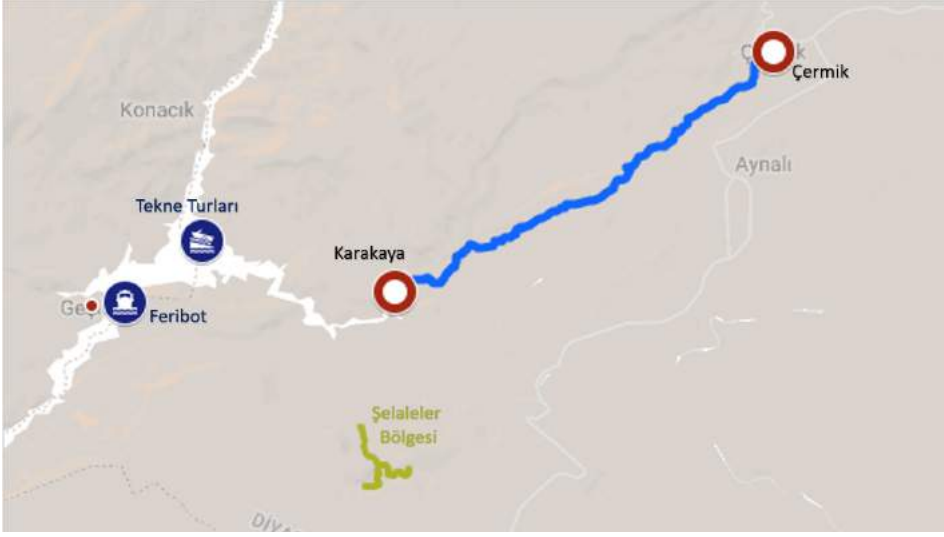 Çermik
Konacık
Aynalı
Tekne Turları
Karakaya
Feribot
Şelaleler
Bölgesi